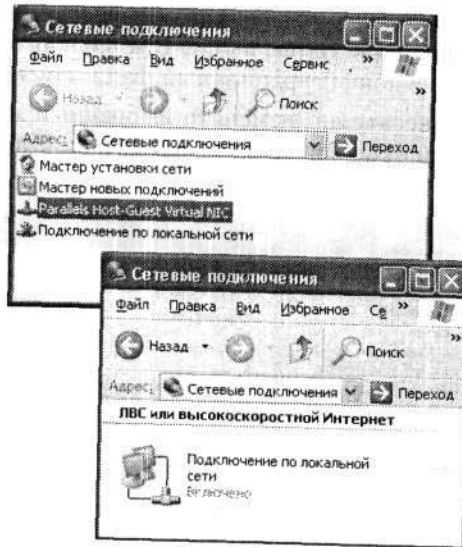 Сетевые подключения
Файл Правка Вид Избранное Сервис »
Назад Поиск »
Адрес: Сетевые подключения Переход
Мастер установки сети
Мастер новых подключений
Parallels Host-Guest Virtual NIC
Подключение по локальной сети
Сетевые подключения
Файл Правка Вид Избранное Се »
Назад Поиск »
Адрес: Сетевые подключения Переход
ЛВС или высокоскоростной Интернет
Подключение по локальной
сети
Включено